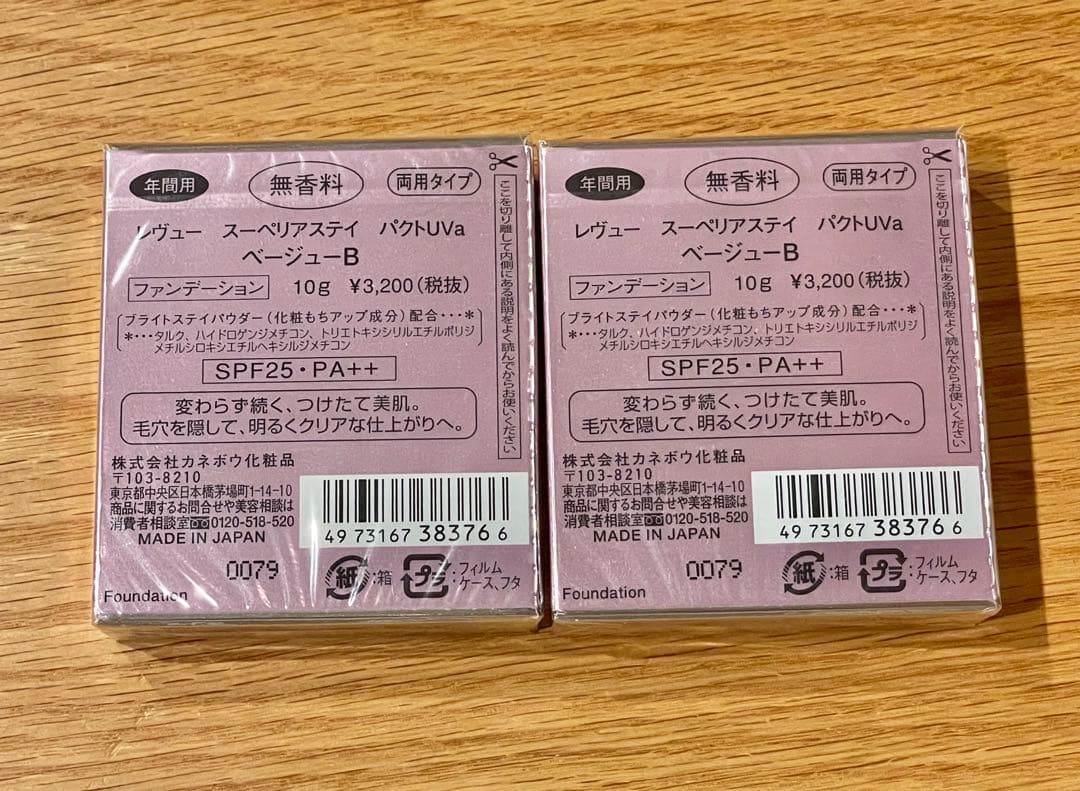 年間用 無香料 両用タイプ
レヴュー スーペリアステイ パクトUVa
ベージューB
ファンデーション 10g ¥3,200(税抜)
ブライトステイパウダー(化粧もちアップ成分)配合・・・*
*・・・タルク、ハイドロゲンジメチコン、トリエトキシシリルエチルポリジ
メチルシロキシエチルヘキシルジメチコン
SPF25・PA++
変わらず続く、つけたて美肌。
毛穴を隠して、明るくクリアな仕上がりへ。
株式会社カネボウ化粧品
〒103-8210
東京都中央区日本橋茅場町1-14-10
商品に関するお問合せや美容相談は
消費者相談室 0120-518-520
MADE IN JAPAN
4973167383766
0079
紙:箱 プラ:フィルム
ケース、フタ
Foundation
ここを切り離して内側にある説明をよく読んでからお使いください
年間用 無香料 両用タイプ
レヴュー スーペリアステイ パクトUVa
ベージューB
ファンデーション 10g ¥3,200(税抜)
ブライトステイパウダー(化粧もちアップ成分)配合・・・*
*・・・タルク、ハイドロゲンジメチコン、トリエトキシシリルエチルポリジ
メチルシロキシエチルヘキシルジメチコン
SPF25・PA++
変わらず続く、つけたて美肌。
毛穴を隠して、明るくクリアな仕上がりへ。
株式会社カネボウ化粧品
〒103-8210
東京都中央区日本橋茅場町1-14-10
商品に関するお問合せや美容相談は
消費者相談室 0120-518-520
MADE IN JAPAN
4973167383766
0079
紙:箱 プラ:フィルム
ケース、フタ
Foundation
ここを切り離して内側にある説明をよく読んでからお使いください